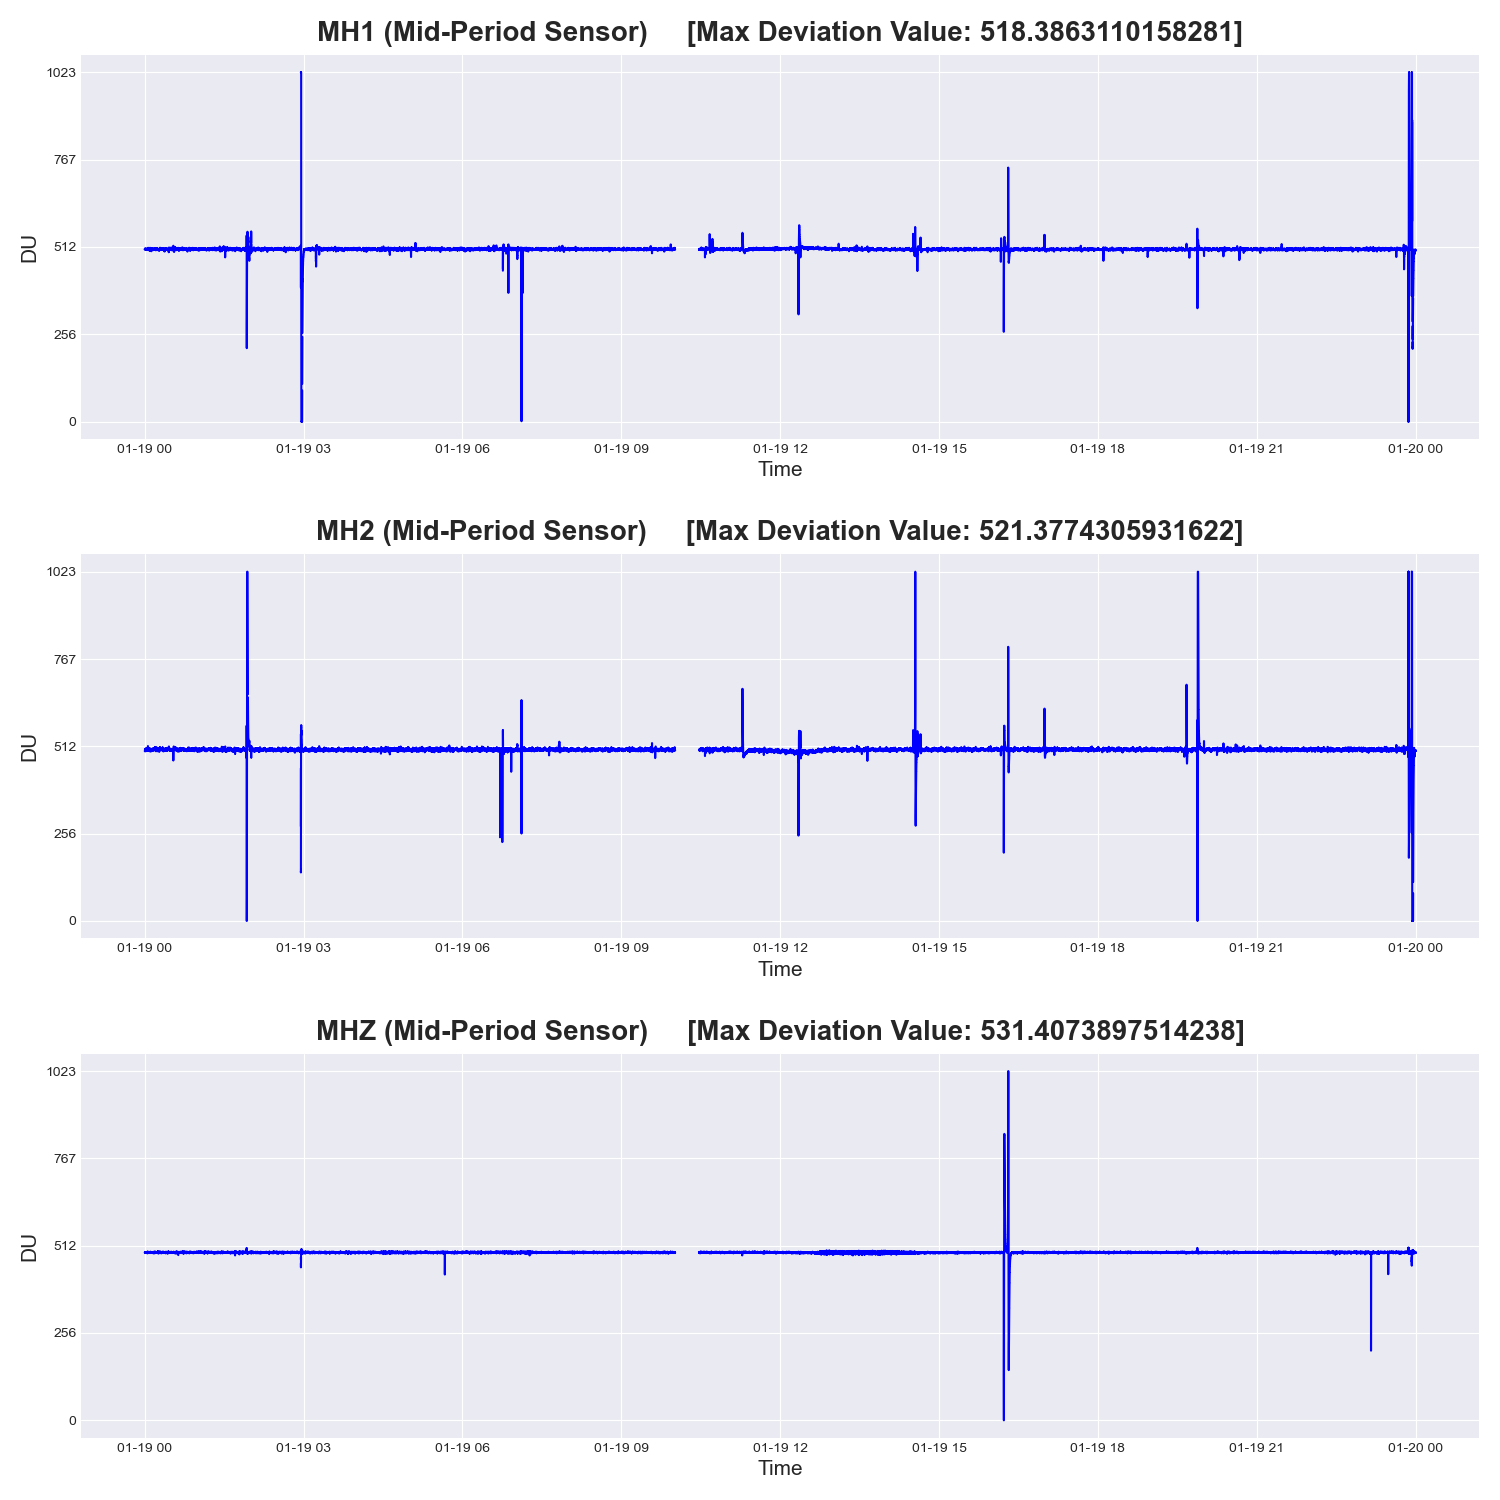 MH1 (Mid-Period Sensor) [Max Deviation Value: 518.3863110158281]
1023
767
512
256
0
DU
01-19 00 01-19 03 01-19 06 01-19 09 01-19 12 01-19 15 01-19 18 01-19 21 01-20 00
Time
MH2 (Mid-Period Sensor) [Max Deviation Value: 521.3774305931622]
1023
767
512
256
0
DU
01-19 00 01-19 03 01-19 06 01-19 09 01-19 12 01-19 15 01-19 18 01-19 21 01-20 00
Time
MHZ (Mid-Period Sensor) [Max Deviation Value: 531.4073897514238]
1023
767
512
256
0
DU
01-19 00 01-19 03 01-19 06 01-19 09 01-19 12 01-19 15 01-19 18 01-19 21 01-20 00
Time